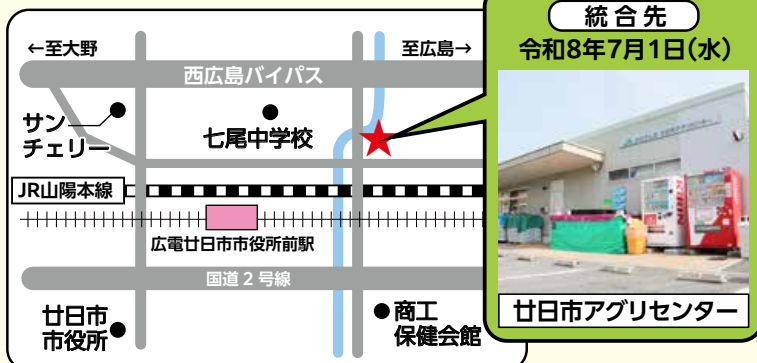 ←至大野
至広島→
西広島バイパス
サン
チェリー
七尾中学校
JR山陽本線
広電廿日市市役所前駅
国道2号線
廿日市
市役所
商工
保健会館
統合先
令和8年7月1日(水)
KIRIN
廿日市アグリセンター